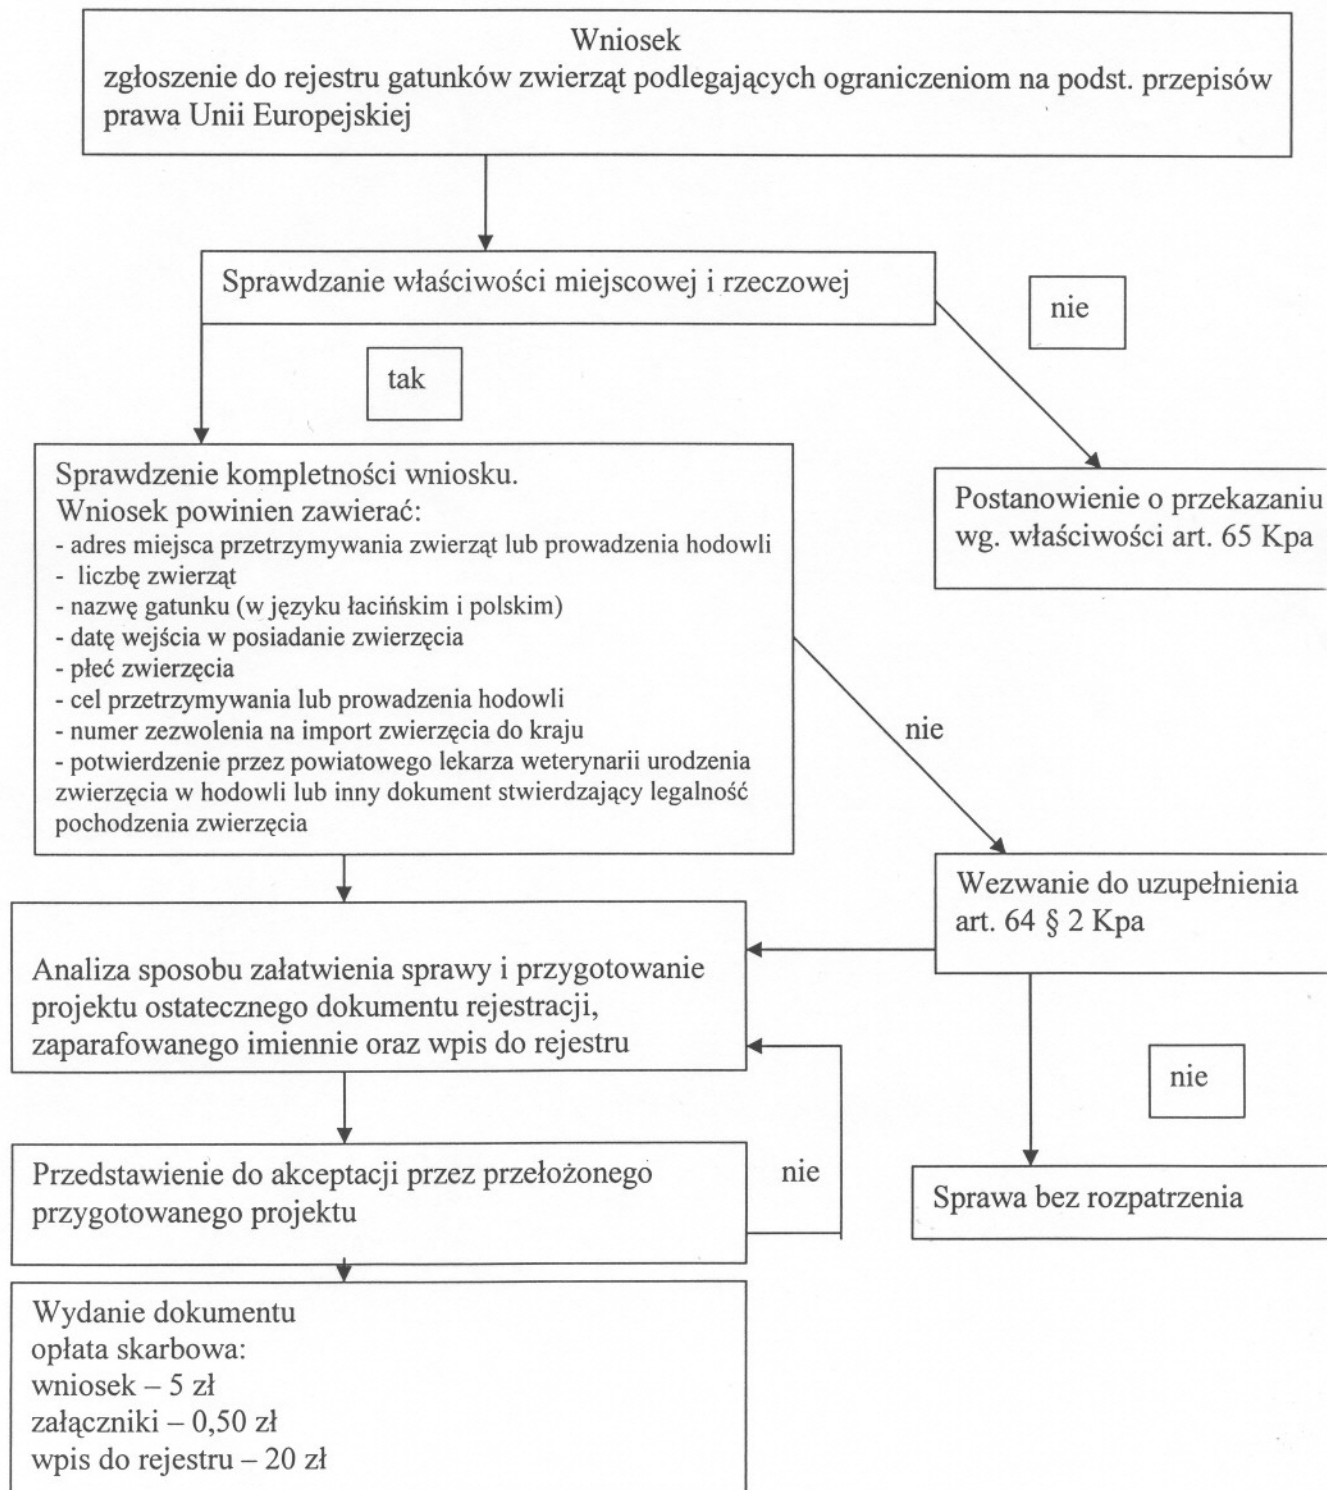 Wniosek
zgłoszenie do rejestru gatunków zwierząt podlegających ograniczeniom na podst. przepisów
prawa Unii Europejskiej
Sprawdzanie właściwości miejscowej i rzeczowej
nie
tak
Sprawdzenie kompletności wniosku.
Wniosek powinien zawierać:
- adres miejsca przetrzymywania zwierząt lub prowadzenia hodowli
- liczbę zwierząt
- nazwę gatunku (w języku łacińskim i polskim)
- datę wejścia w posiadanie zwierzęcia
- płeć zwierzęcia
- cel przetrzymywania lub prowadzenia hodowli
- numer zezwolenia na import zwierzęcia do kraju
- potwierdzenie przez powiatowego lekarza weterynarii urodzenia
zwierzęcia w hodowli lub inny dokument stwierdzający legalność
pochodzenia zwierzęcia
Postanowienie o przekazaniu
wg. właściwości art. 65 Kpa
nie
Wezwanie do uzupełnienia
art. 64 § 2 Kpa
Analiza sposobu załatwienia sprawy i przygotowanie
projektu ostatecznego dokumentu rejestracji,
zaparafowanego imiennie oraz wpis do rejestru
nie
Przedstawienie do akceptacji przez przełożonego
przygotowanego projektu
nie
Sprawa bez rozpatrzenia
Wydanie dokumentu
opłata skarbowa:
wniosek – 5 zł
załączniki – 0,50 zł
wpis do rejestru – 20 zł